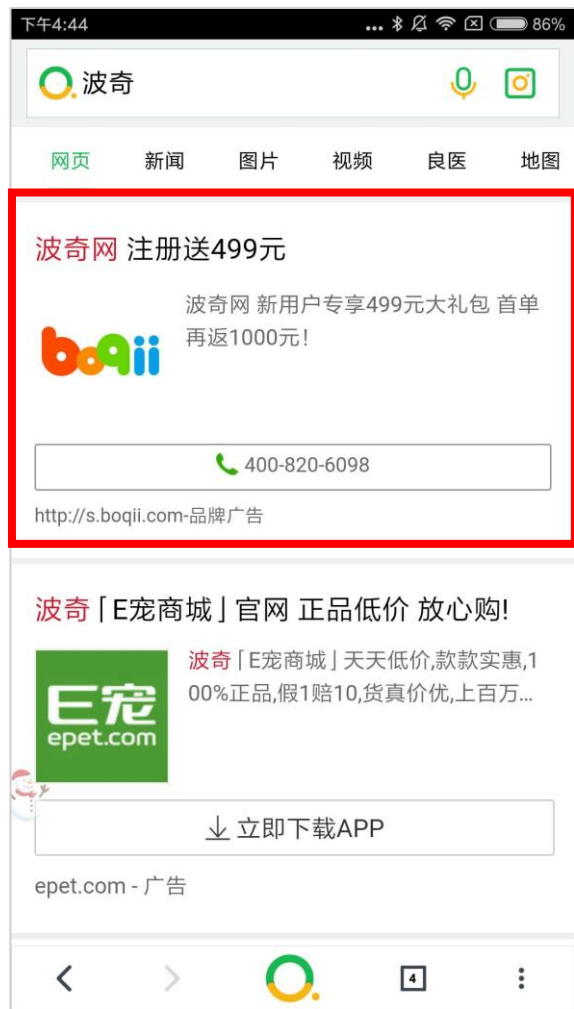 下午4:44
... 86%
波奇
网页 新闻 图片 视频 良医 地图
波奇网 注册送499元
波奇网 新用户专享499元大礼包 首单
再返1000元!
boqii
400-820-6098
http://s.boqii.com-品牌广告
波奇「E宠商城」官网 正品低价 放心购!
波奇「E宠商城」天天低价,款款实惠,1
00%正品,假1赔10,货真价优,上百万...
E宠
epet.com
立即下载APP
epet.com - 广告
4